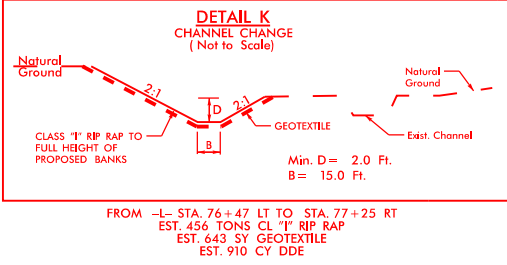 DETAIL K
CHANNEL CHANGE
( Not to Scale)
Natural
Ground
2:1
D
2:1
Natural
Ground
CLASS "I" RIP RAP TO
FULL HEIGHT OF
PROPOSED BANKS
GEOTEXTILE
Exist. Channel
B
Min. D = 2.0 Ft.
B = 15.0 Ft.
FROM -L- STA. 76+47 LT TO STA. 77+25 RT
EST. 456 TONS CL "I" RIP RAP
EST. 643 SY GEOTEXTILE
EST. 910 CY DDE